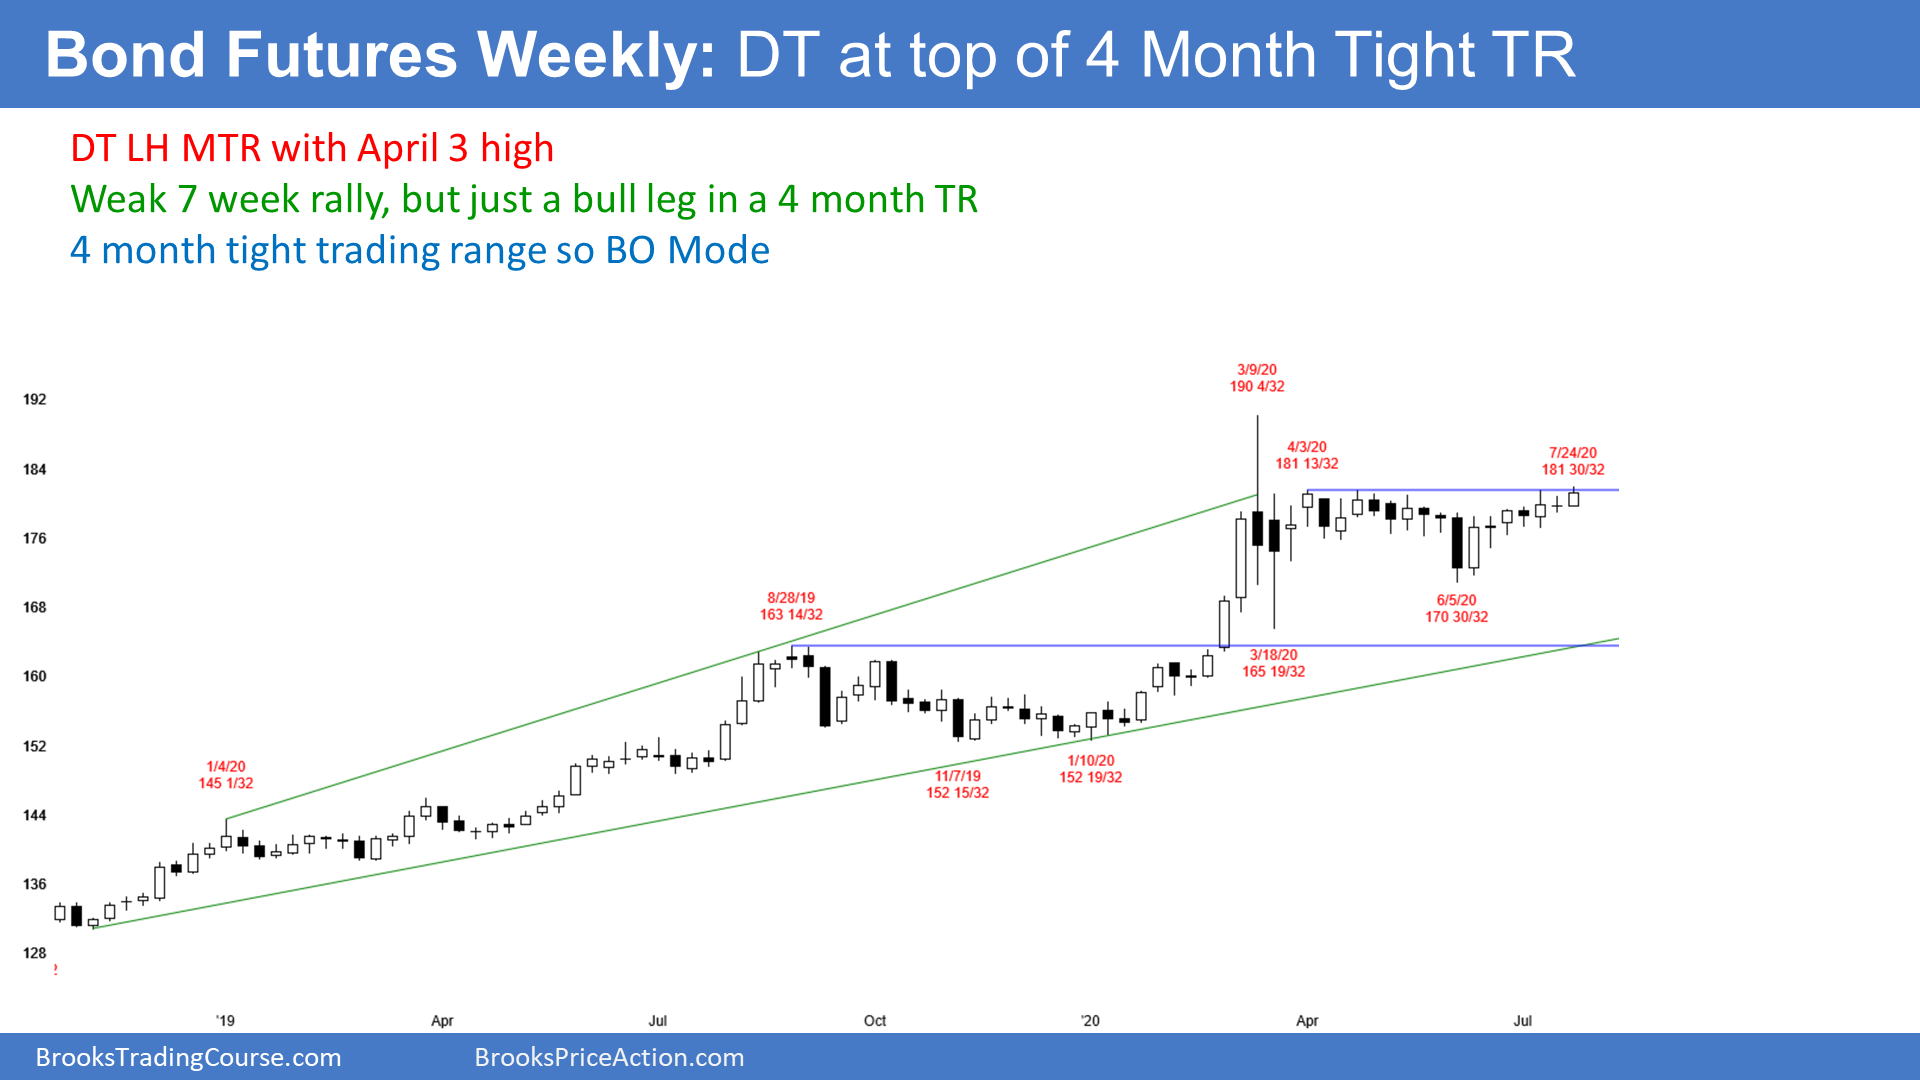 Bond Futures Weekly: DT at top of 4 Month Tight TR
DT LH MTR with April 3 high
Weak 7 week rally, but just a bull leg in a 4 month TR
4 month tight trading range so BO Mode
3/9/20
190 4/32
192
4/3/20
181 13/32
7/24/20
181 30/32
184
176
8/28/19
163 14/32
168
6/5/20
170 30/32
3/18/20
165 19/32
160
152
1/4/20
145 1/32
11/7/19
152 15/32
1/10/20
152 19/32
144
136
128
'19
Apr
Jul
Oct
'20
Apr
Jul
BrooksTradingCourse.com
BrooksPriceAction.com